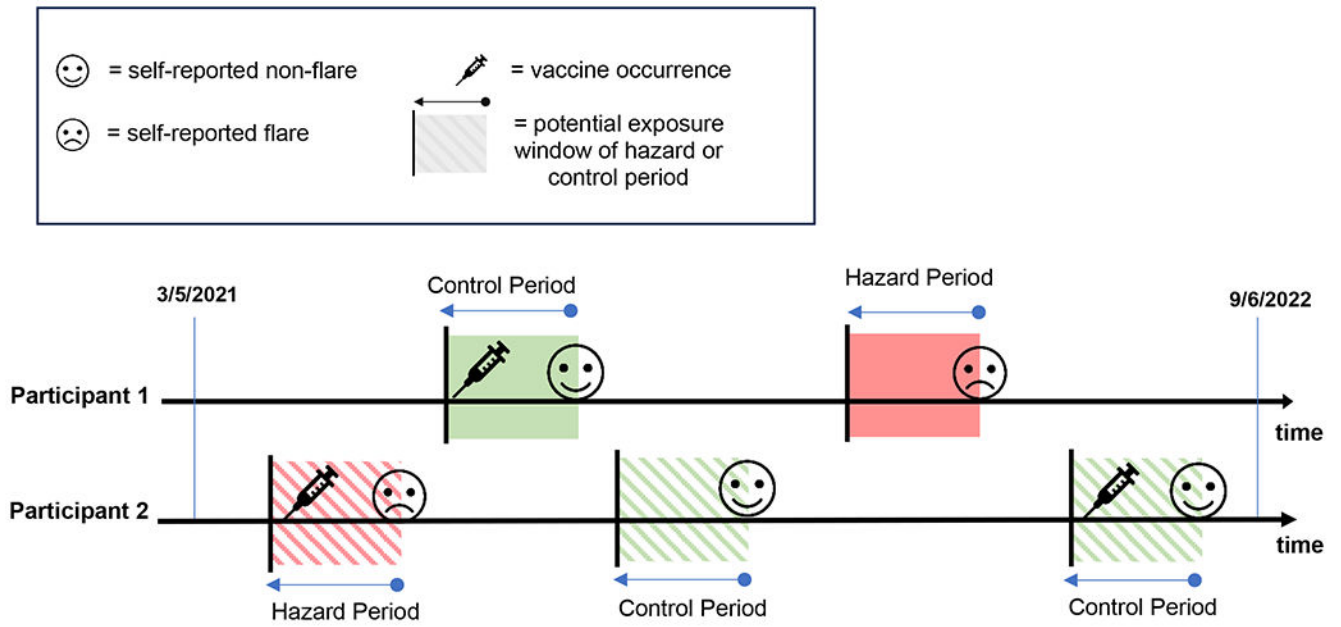 = self-reported non-flare
= vaccine occurrence
= self-reported flare
= potential exposure
window of hazard or
control period
3/5/2021
Control Period
Hazard Period
9/6/2022
Participant 1
time
Participant 2
time
Hazard Period
Control Period
Control Period